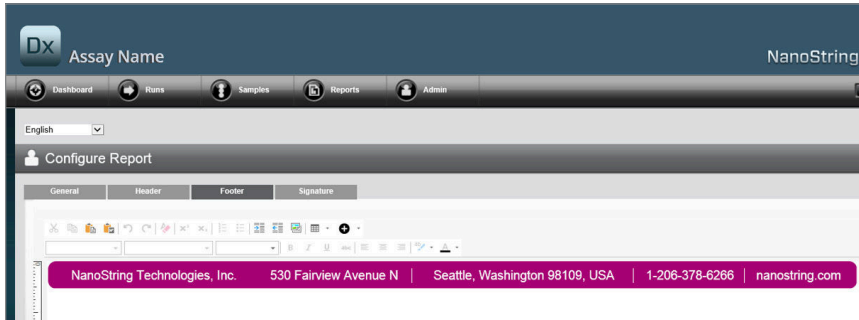 Dx Assay Name NanoString
Dashboard Runs Samples Reports Admin
English
Configure Report
General Header Footer Signature
B I U abc A
NanoString Technologies, Inc. 530 Fairview Avenue N | Seattle, Washington 98109, USA | 1-206-378-6266 | nanostring.com